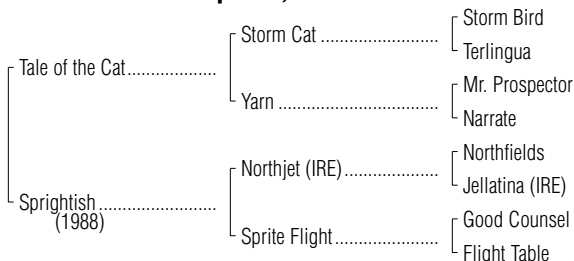 Storm Bird
Storm Cat........................
Terlingua
Tale of the Cat..................
Mr. Prospector
Yarn ................................
Narrate
Northfields
Northjet (IRE)...................
Jellatina (IRE)
Sprightish........................
(1988)
Good Counsel
Sprite Flight.....................
Flight Table